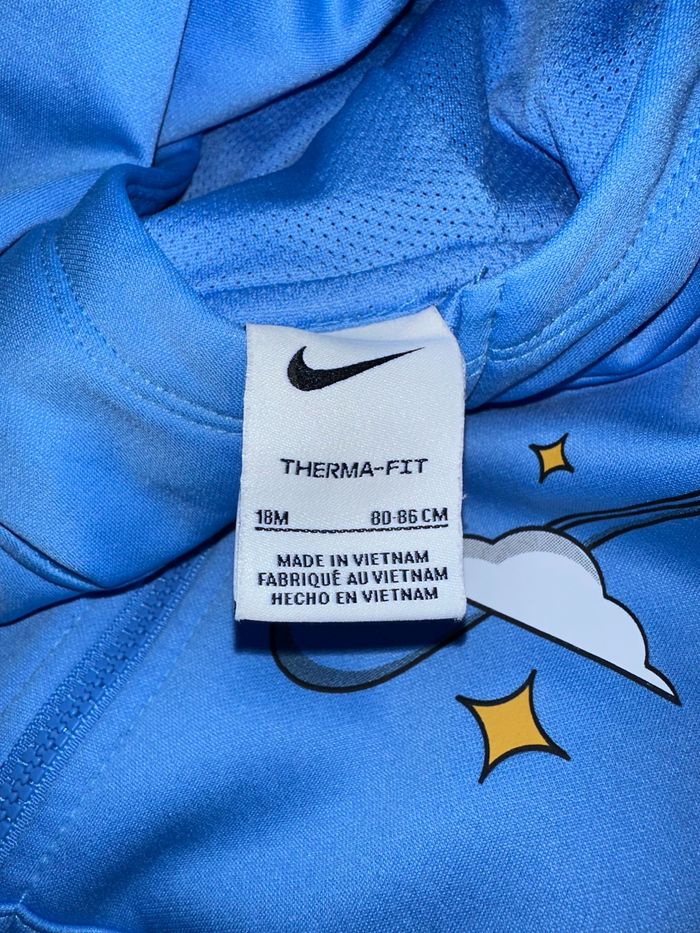 THERMA-FIT
18M 80-86 CM
MADE IN VIETNAM
FABRIQUÉ AU VIETNAM
HECHO EN VIETNAM